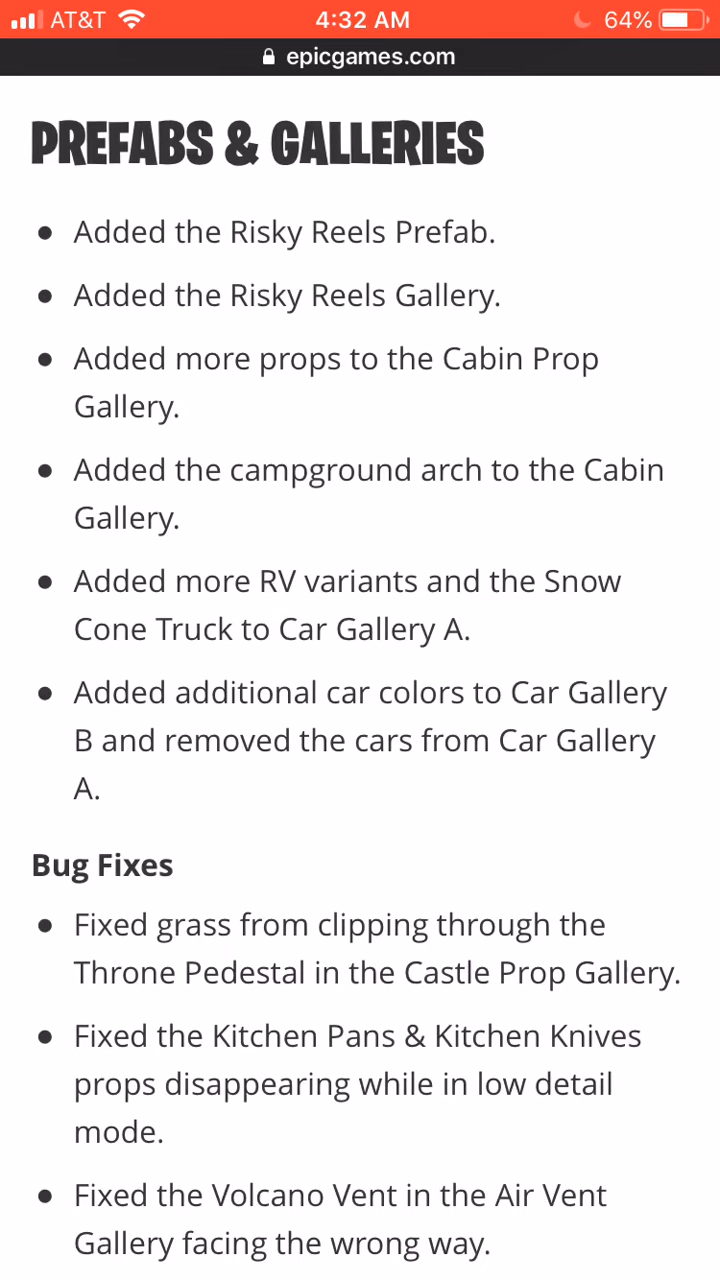 AT&T 4:32 AM 64%
epicgames.com
PREFABS & GALLERIES
• Added the Risky Reels Prefab.
• Added the Risky Reels Gallery.
• Added more props to the Cabin Prop
Gallery.
• Added the campground arch to the Cabin
Gallery.
• Added more RV variants and the Snow
Cone Truck to Car Gallery A.
• Added additional car colors to Car Gallery
B and removed the cars from Car Gallery
A.
Bug Fixes
• Fixed grass from clipping through the
Throne Pedestal in the Castle Prop Gallery.
• Fixed the Kitchen Pans & Kitchen Knives
props disappearing while in low detail
mode.
• Fixed the Volcano Vent in the Air Vent
Gallery facing the wrong way.